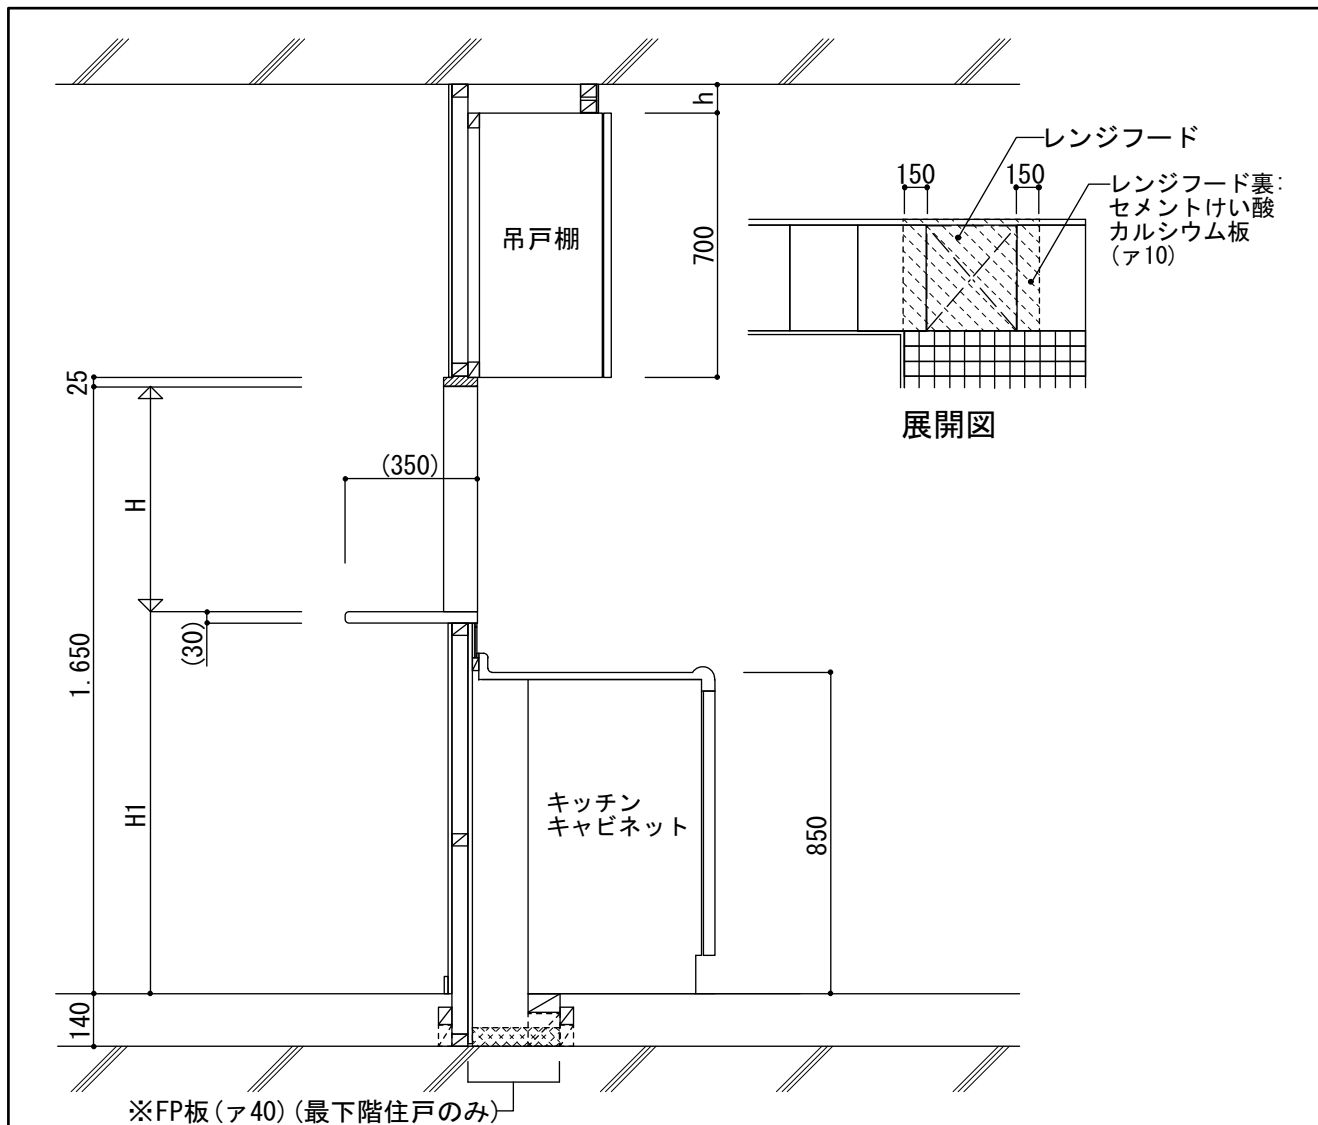 h
レンジフード
150
150
レンジフード裏:
セメントけい酸
カルシウム板
(ァ10)
吊戸棚
700
25
展開図
(350)
H
(30)
1.650
キッチン
キャビネット
H1
850
140
※FP板(ァ40)(最下階住戸のみ)